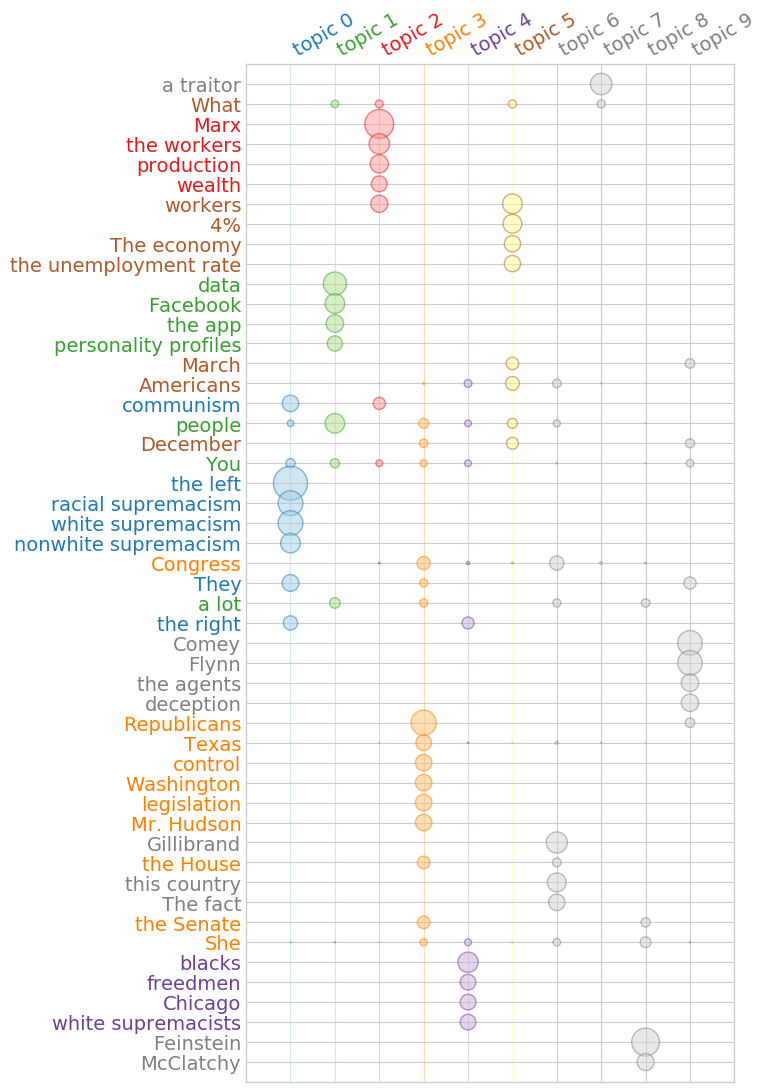 topic 0
topic 1
topic 2
topic 3
topic 4
topic 5
topic 6
topic 7
topic 8
topic 9
a traitor
What
Marx
the workers
production
wealth
workers
4%
The economy
the unemployment rate
data
Facebook
the app
personality profiles
March
Americans
communism
people
December
You
the left
racial supremacism
white supremacism
nonwhite supremacism
Congress
They
a lot
the right
Comey
Flynn
the agents
deception
Republicans
Texas
control
Washington
legislation
Mr. Hudson
Gillibrand
the House
this country
The fact
the Senate
She
blacks
freedmen
Chicago
white supremacists
Feinstein
McClatchy